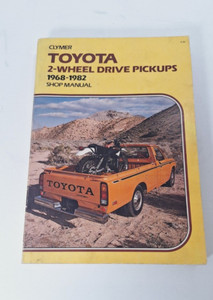 CLYMER
TOYOTA
2-WHEEL DRIVE PICKUPS
1968-1982
SHOP MANUAL
TOYOTA